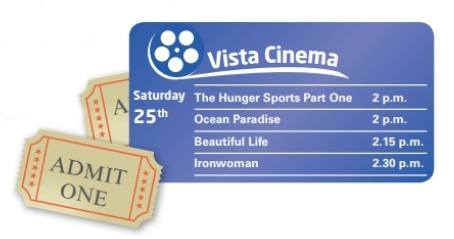 Vista Cinema
Saturday
25th
The Hunger Sports Part One 2 p.m.
Ocean Paradise 2 p.m.
Beautiful Life 2.15 p.m.
Ironwoman 2.30 p.m.
A
ADMIT
ONE